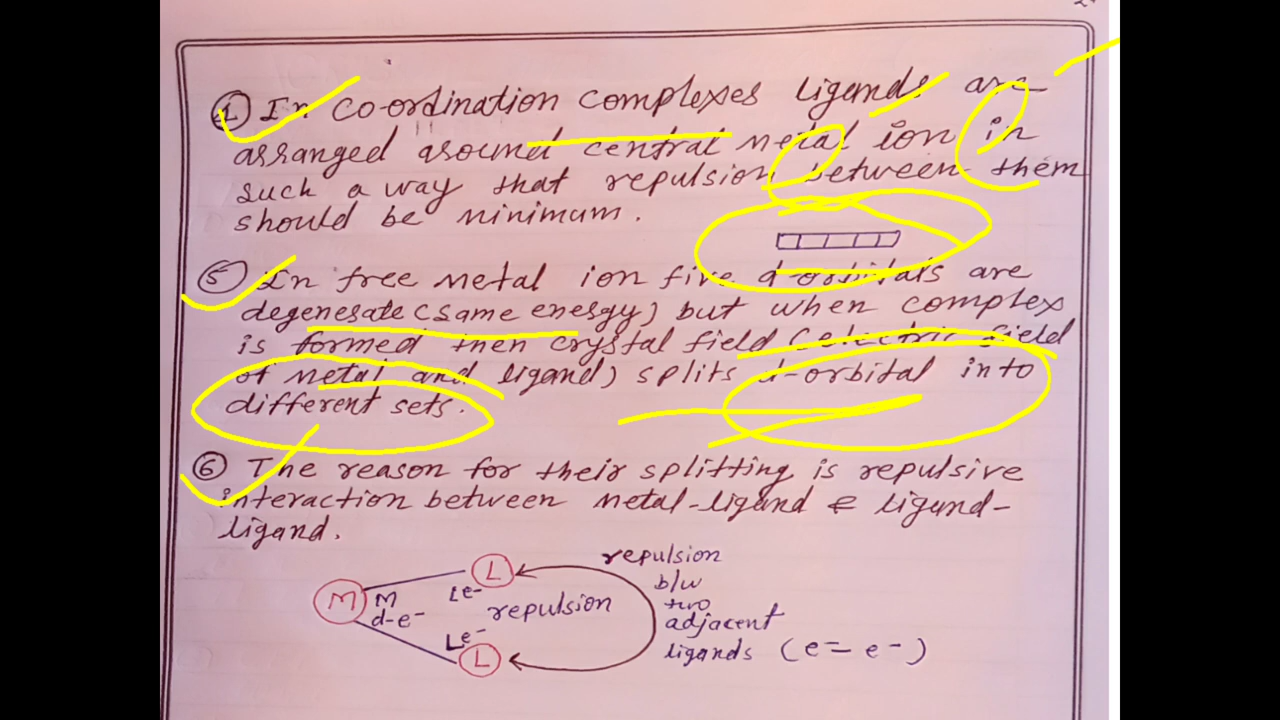 ④ In co-ordination complexes ligands are
arranged around central metal ion in
such a way that repulsion between them
should be minimum.
⑤ In free metal ion five d-orbitals are
degenerate (same energy) but when complex
is formed then crystal field (electric field
of metal and ligand) splits d-orbital into
different sets.
⑥ The reason for their splitting is repulsive
interaction between metal-ligand & ligand-
ligand.
M
M
d-e-
L
Le-
repulsion
Le-
L
repulsion
b/w
two
adjacent
ligands (e- e-)